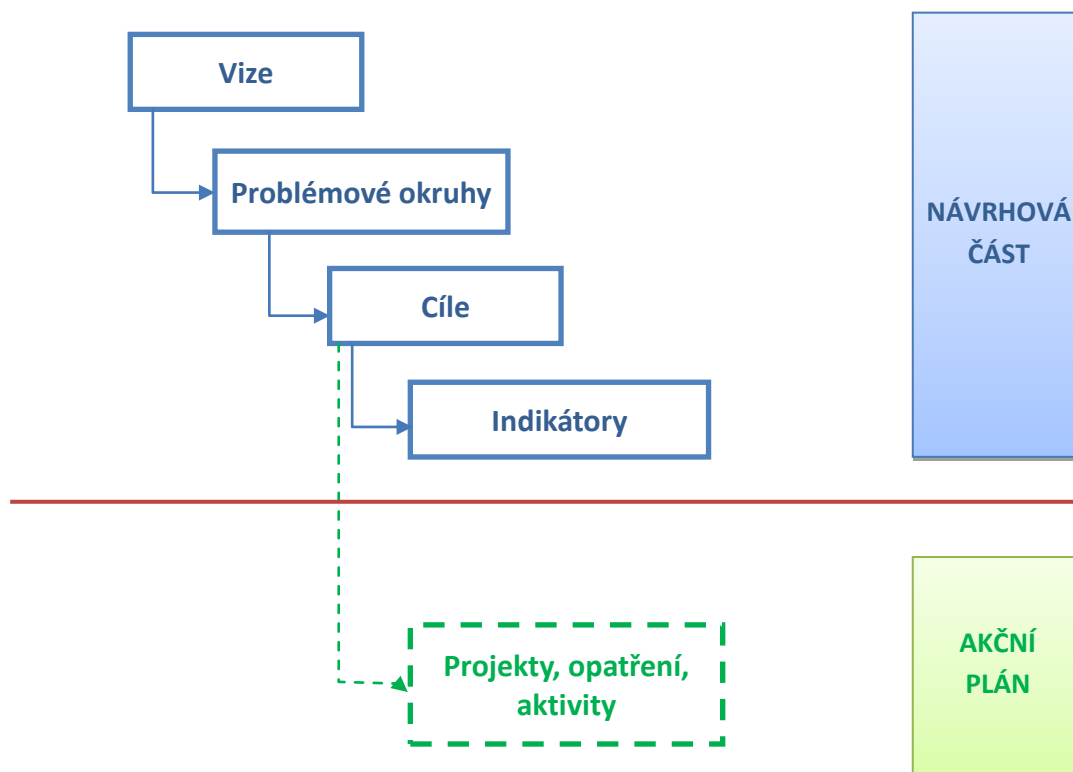 Vize
Problémové okruhy
Cíle
Indikátory
NÁVRHOVÁ
ČÁST
Projekty, opatření,
aktivity
AKČNÍ
PLÁN